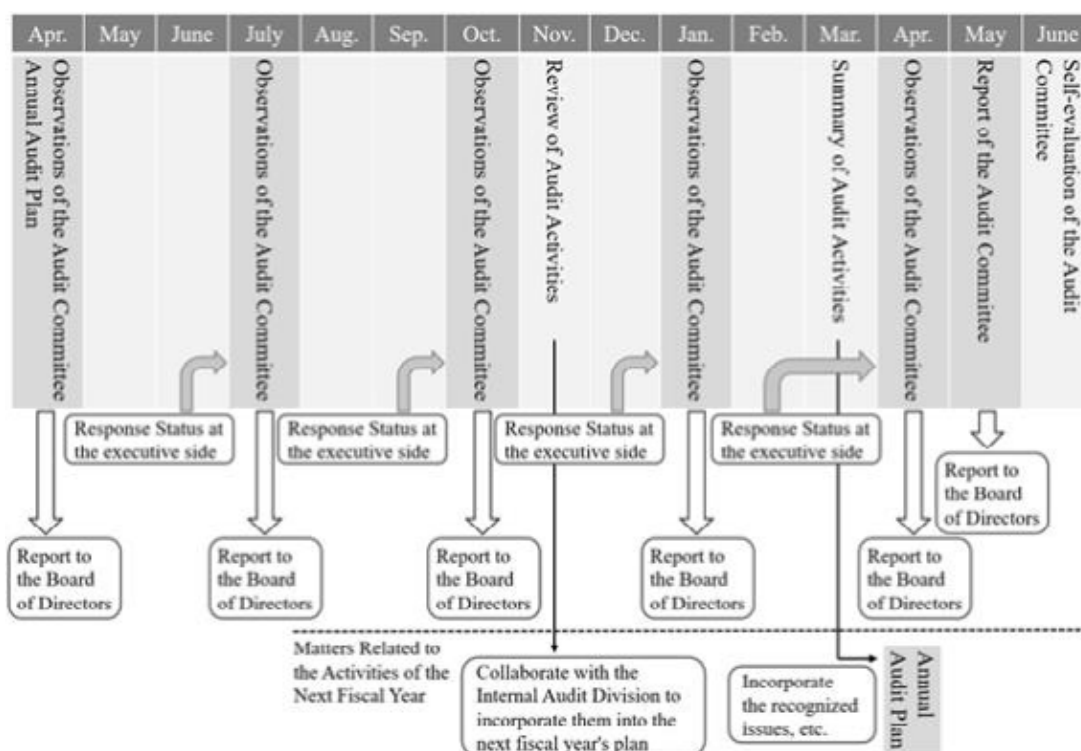 Apr. May June July Aug. Sep. Oct. Nov. Dec. Jan. Feb. Mar. Apr. May June
Observations of the Audit Committee
Annual Audit Plan
Observations of the Audit Committee
Observations of the Audit Committee
Review of Audit Activities
Observations of the Audit Committee
Summary of Audit Activities
Observations of the Audit Committee
Report of the Audit Committee
Self-evaluation of the Audit
Committee
Response Status at
the executive side
Response Status at
the executive side
Response Status at
the executive side
Response Status at
the executive side
Report to
the Board
of Directors
Report to
the Board
of Directors
Report to
the Board
of Directors
Report to
the Board
of Directors
Report to
the Board
of Directors
Report to
the Board
of Directors
Matters Related to
the Activities of the
Next Fiscal Year
Collaborate with the
Internal Audit Division to
incorporate them into the
next fiscal year's plan
Incorporate
the recognized
issues, etc.
Annual
Audit Plan